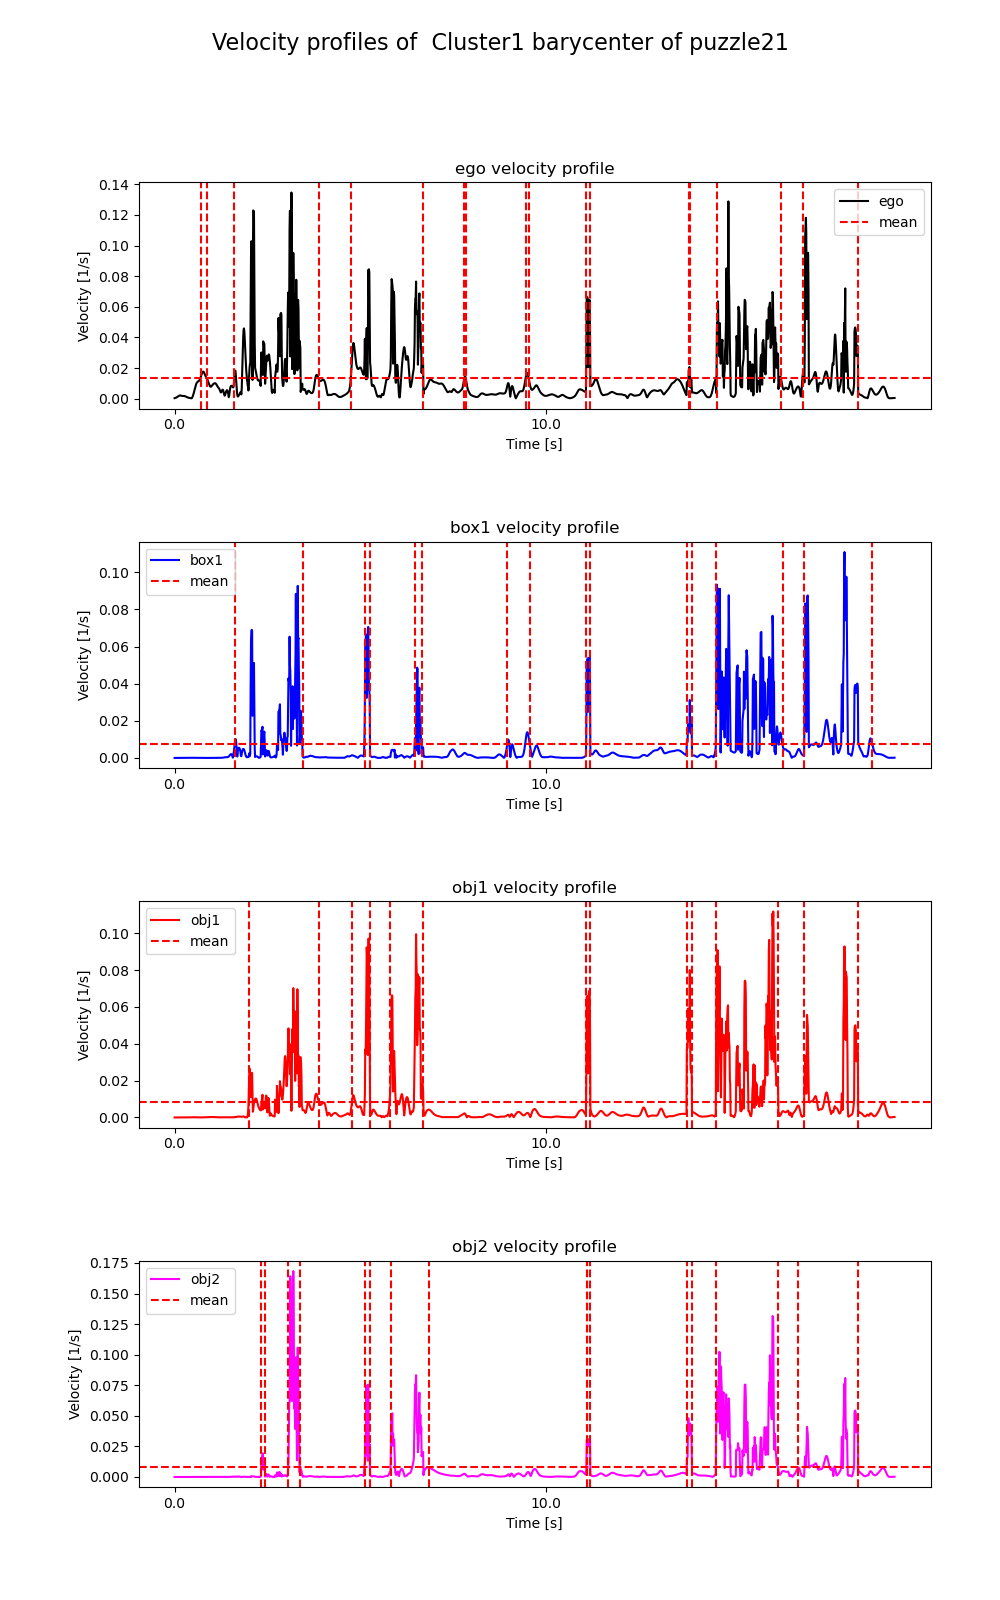 Velocity profiles of  Cluster1 barycenter of puzzle21
ego velocity profile
0.14
0.12
0.10
0.08
0.06
0.04
0.02
0.00
Velocity [1/s]
ego
mean
0.0
10.0
Time [s]
box1 velocity profile
0.10
0.08
0.06
0.04
0.02
0.00
Velocity [1/s]
box1
mean
0.0
10.0
Time [s]
obj1 velocity profile
0.10
0.08
0.06
0.04
0.02
0.00
Velocity [1/s]
obj1
mean
0.0
10.0
Time [s]
obj2 velocity profile
0.175
0.150
0.125
0.100
0.075
0.050
0.025
0.000
Velocity [1/s]
obj2
mean
0.0
10.0
Time [s]